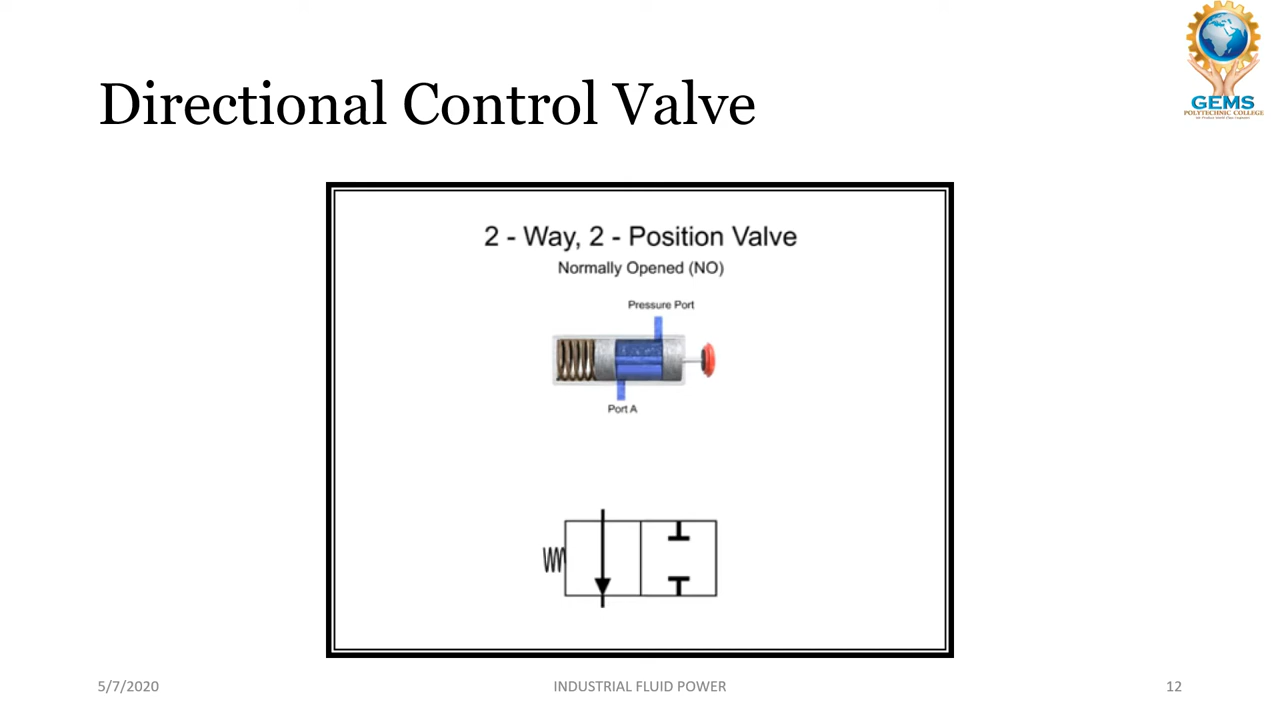 GEMS
POLYTECHNIC COLLEGE
Directional Control Valve
2 - Way, 2 - Position Valve
Normally Opened (NO)
Pressure Port
Port A
5/7/2020
INDUSTRIAL FLUID POWER
12